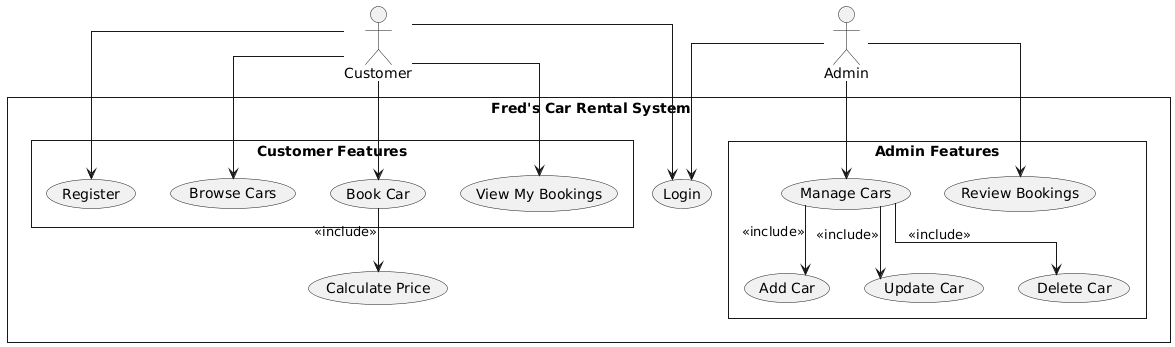 Customer
Admin
Fred's Car Rental System
Customer Features
Admin Features
Register
Browse Cars
Book Car
View My Bookings
Login
Manage Cars
Review Bookings
«include»
«include»
«include»
«include»
Calculate Price
Add Car
Update Car
Delete Car